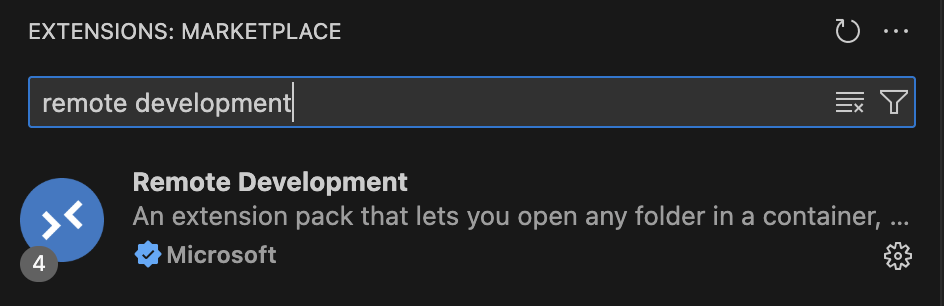 EXTENSIONS: MARKETPLACE
remote development
Remote Development
An extension pack that lets you open any folder in a container, ...
Microsoft
4